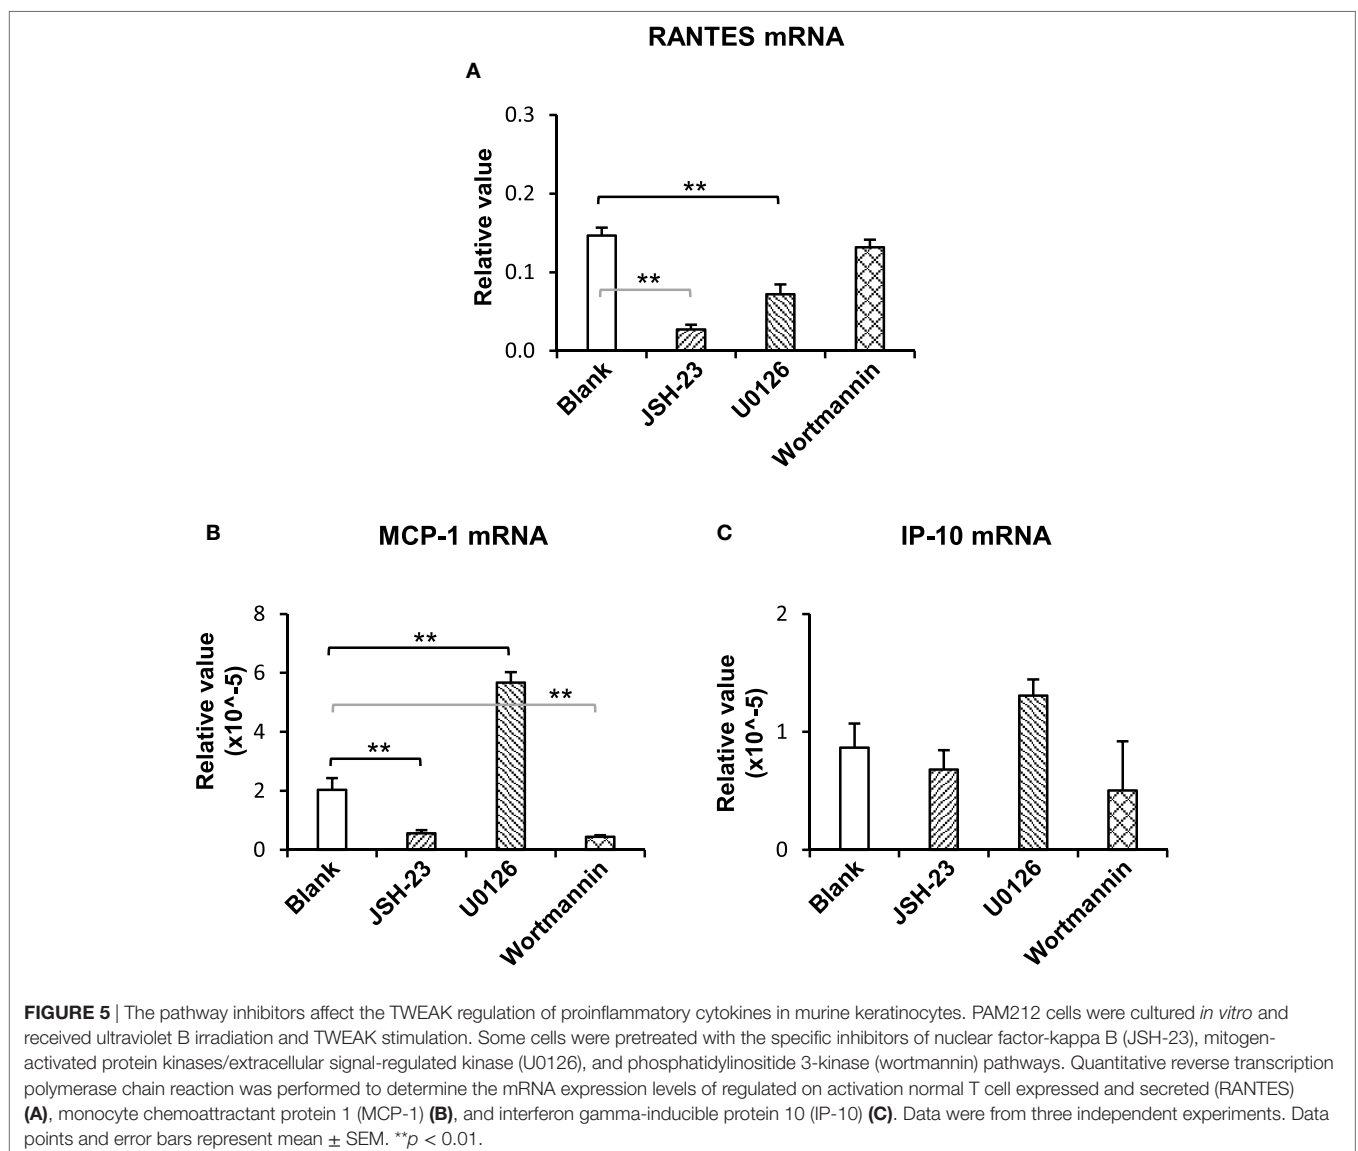 RANTES mRNA
A
Relative value
0.3
0.2
0.1
0.0
**
**
Blank
JSH-23
U0126
Wortmannin
B
MCP-1 mRNA
Relative value
(x10^-5)
8
6
4
2
0
**
**
**
Blank
JSH-23
U0126
Wortmannin
C
IP-10 mRNA
Relative value
(x10^-5)
2
1
0
Blank
JSH-23
U0126
Wortmannin
FIGURE 5 | The pathway inhibitors affect the TWEAK regulation of proinflammatory cytokines in murine keratinocytes. PAM212 cells were cultured in vitro and
received ultraviolet B irradiation and TWEAK stimulation. Some cells were pretreated with the specific inhibitors of nuclear factor-kappa B (JSH-23), mitogen-
activated protein kinases/extracellular signal-regulated kinase (U0126), and phosphatidylinositide 3-kinase (wortmannin) pathways. Quantitative reverse transcription
polymerase chain reaction was performed to determine the mRNA expression levels of regulated on activation normal T cell expressed and secreted (RANTES)
(A), monocyte chemoattractant protein 1 (MCP-1) (B), and interferon gamma-inducible protein 10 (IP-10) (C). Data were from three independent experiments. Data
points and error bars represent mean ± SEM. **p < 0.01.